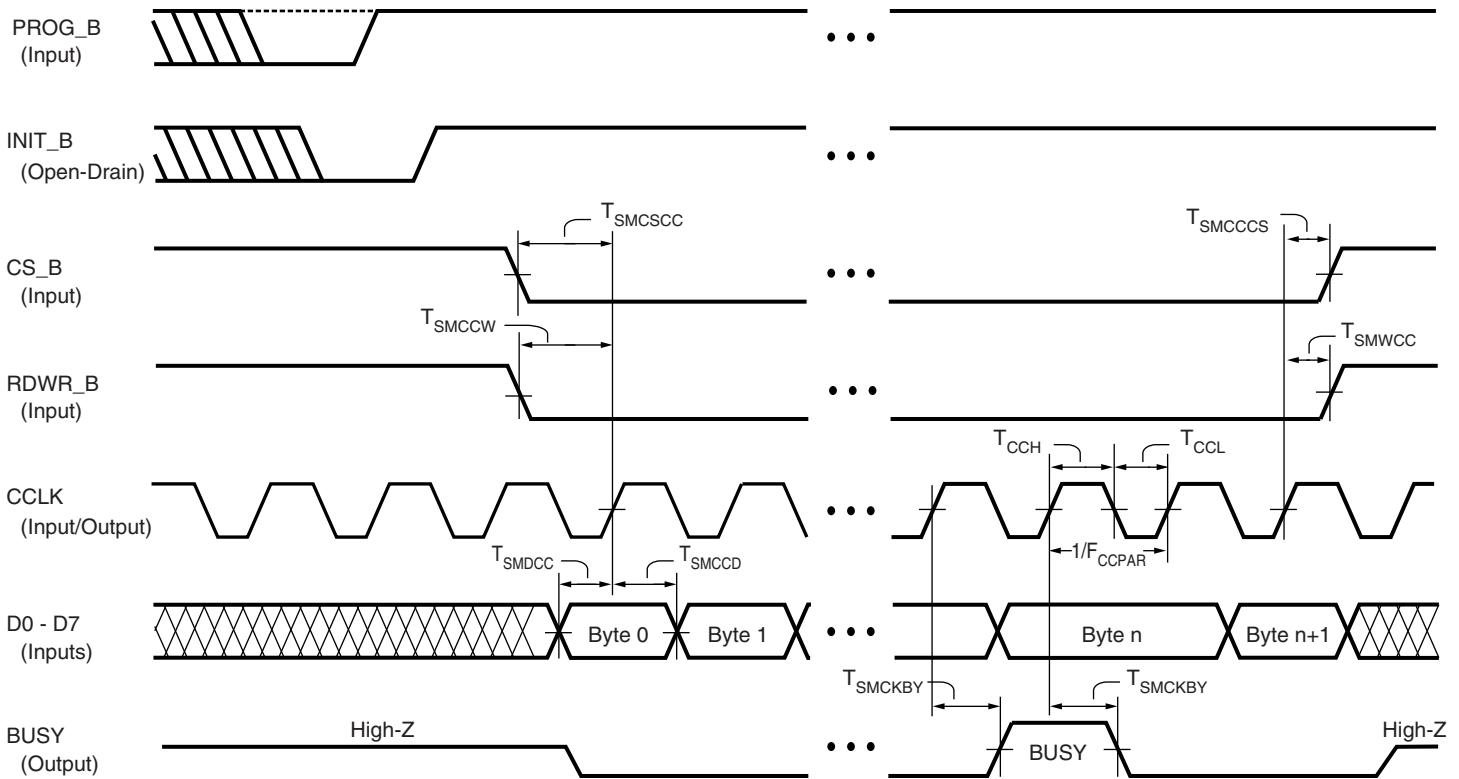 PROG_B
(Input)
• • •
INIT_B
(Open-Drain)
• • •
TSMCSCC
TSMCCCS
CS_B
(Input)
• • •
TSMCCW
TSMWCC
RDWR_B
(Input)
• • •
TCCH
TCCL
CCLK
(Input/Output)
• • •
TSMDCC
TSMCCD
1/FCCPAR
D0 - D7
(Inputs)
Byte 0
Byte 1
• • •
Byte n
Byte n+1
TSMCKBY
TSMCKBY
BUSY
(Output)
High-Z
• • •
BUSY
High-Z